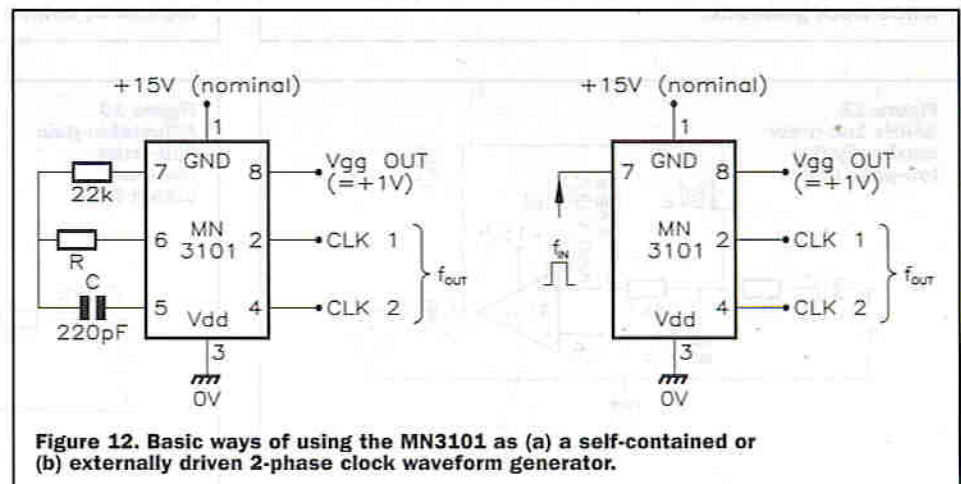 +15V (nominal)
1
GND
7
22k
8
Vgg OUT
(=+1V)
MN
3101
6
R
2
CLK 1
fOUT
C
5
220pF
4
CLK 2
Vdd
3
0V
+15V (nominal)
1
GND
7
8
Vgg OUT
(=+1V)
fIN
MN
3101
2
CLK 1
fOUT
4
CLK 2
Vdd
3
0V
Figure 12. Basic ways of using the MN3101 as (a) a self-contained or
(b) externally driven 2-phase clock waveform generator.